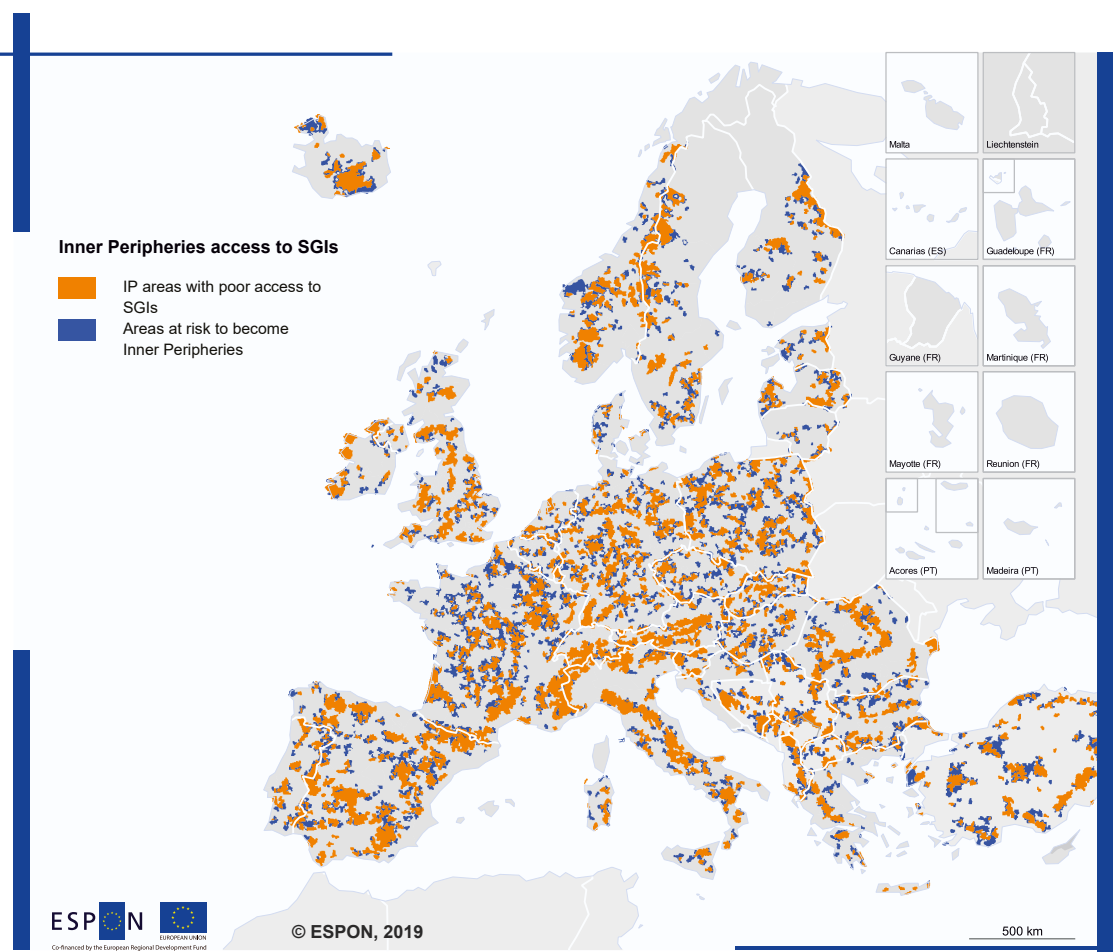 Inner Peripheries access to SGIs
IP areas with poor access to
SGIs
Areas at risk to become
Inner Peripheries
Malta
Liechtenstein
Canarias (ES)
Guadeloupe (FR)
Guyane (FR)
Martinique (FR)
Mayotte (FR)
Reunion (FR)
Acores (PT)
Madeira (PT)
ESPON
EUROPEAN UNION
Co-financed by the European Regional Development Fund
© ESPON, 2019
500 km